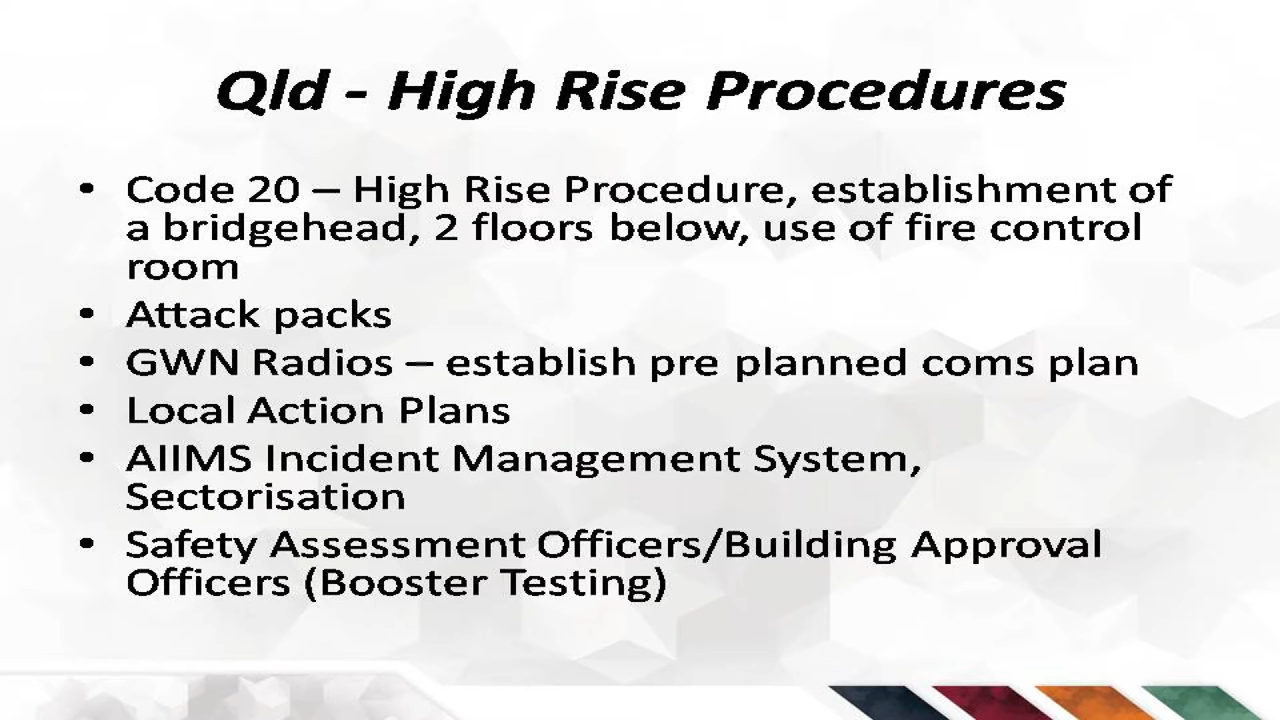 Qld - High Rise Procedures
• Code 20 – High Rise Procedure, establishment of
a bridgehead, 2 floors below, use of fire control
room
• Attack packs
• GWN Radios – establish pre planned coms plan
• Local Action Plans
• AIIMS Incident Management System,
Sectorisation
• Safety Assessment Officers/Building Approval
Officers (Booster Testing)